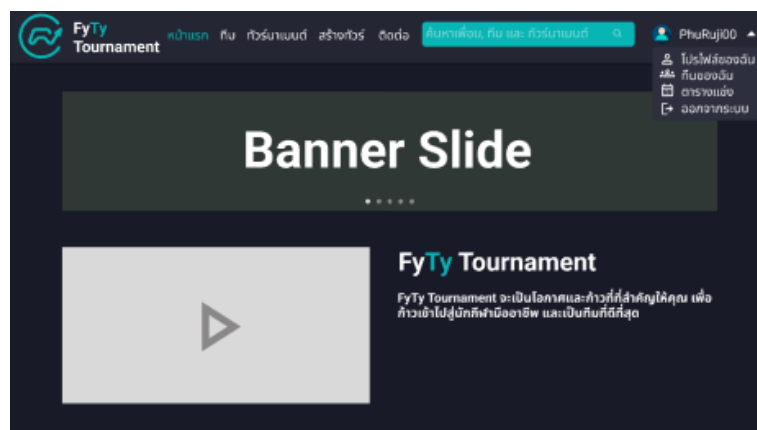 FyTy
Tournament
หน้าแรก ทีม ทัวร์นาเมนต์ สร้างทัวร์ ติดต่อ
ค้นหาเพื่อน, ทีม และ ทัวร์นาเมนต์
PhuRuji00
โปรไฟล์ของฉัน
ทีมของฉัน
ตารางแข่ง
ออกจากระบบ
Banner Slide
FyTy Tournament
FyTy Tournament จะเป็นโอกาศและก้าวที่ที่สำคัญให้คุณ เพื่อ
ก้าวเข้าไปสู่นักกีฬามืออาชีพ และเป็นทีมที่ดีที่สุด